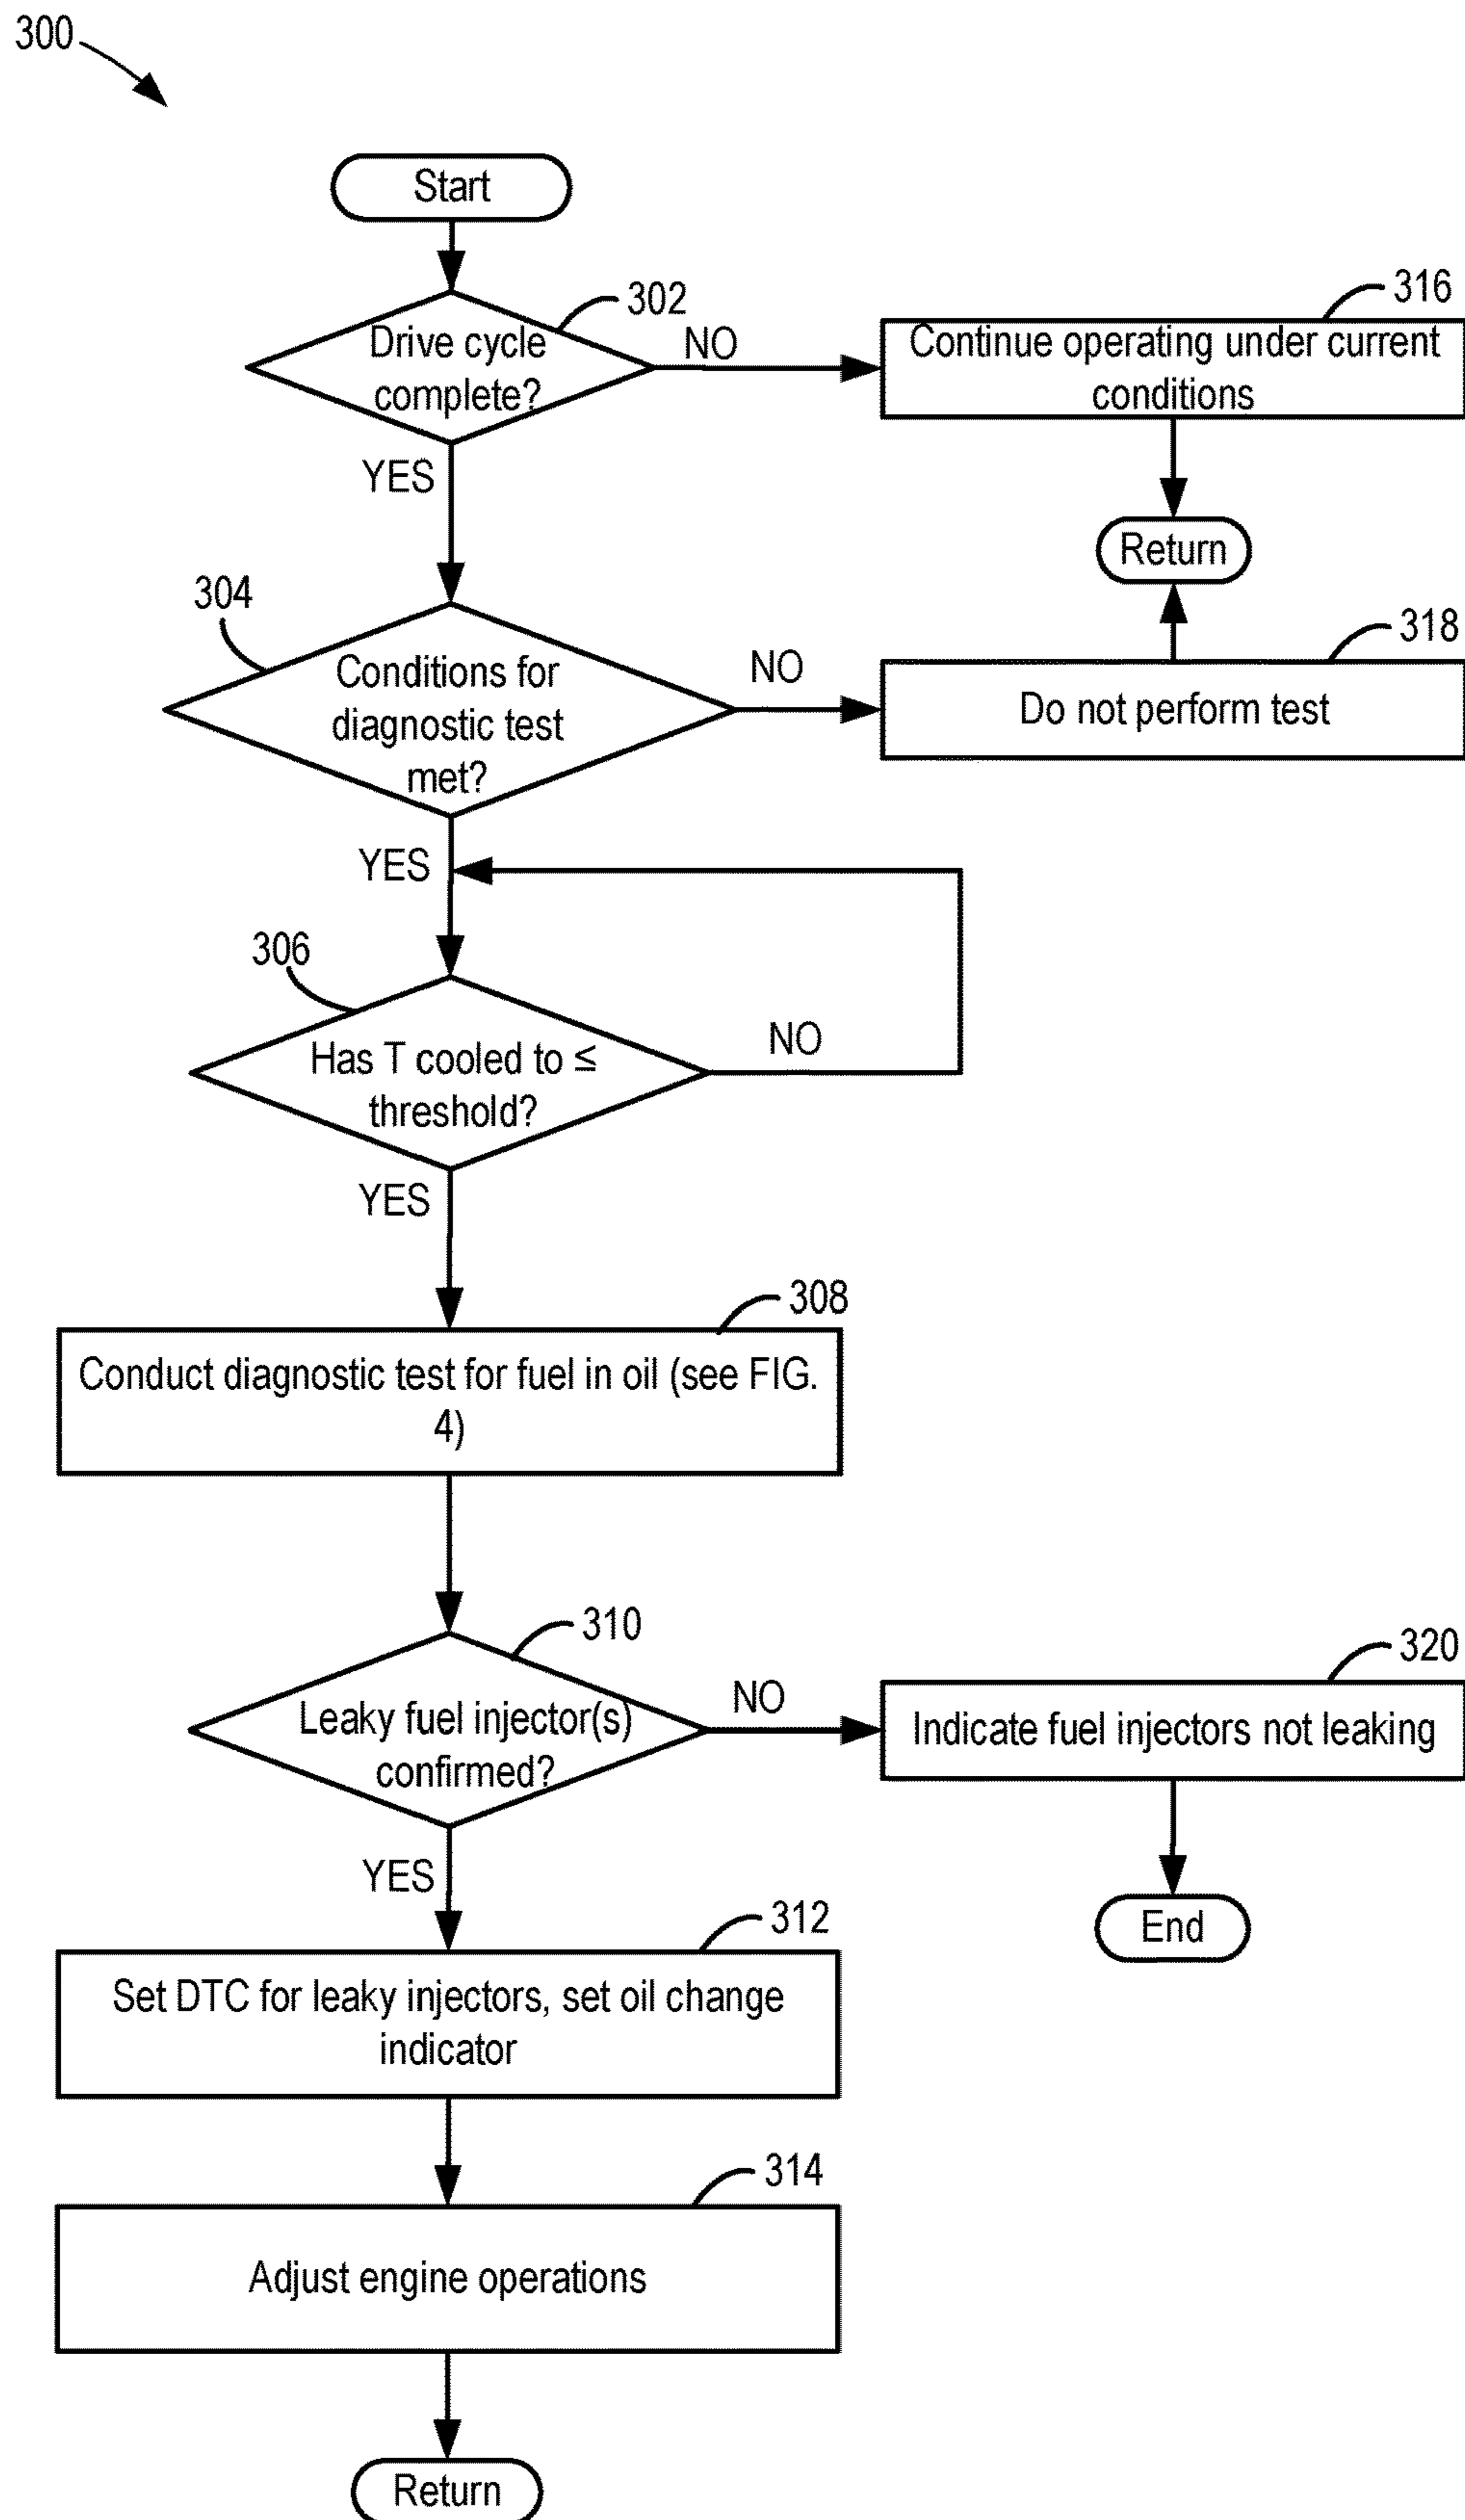 300
Start
302
Drive cycle
complete?
NO
316
Continue operating under current
conditions
YES
Return
304
Conditions for
diagnostic test
met?
NO
318
Do not perform test
YES
306
Has T cooled to ≤
threshold?
NO
YES
308
Conduct diagnostic test for fuel in oil (see FIG.
4)
310
Leaky fuel injector(s)
confirmed?
NO
320
Indicate fuel injectors not leaking
YES
End
312
Set DTC for leaky injectors, set oil change
indicator
314
Adjust engine operations
Return